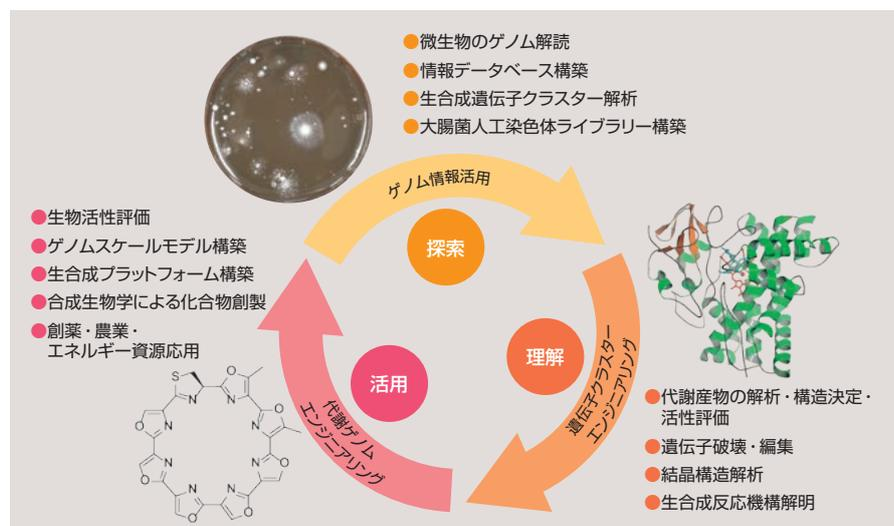 ●微生物のゲノム解読
●情報データベース構築
●生合成遺伝子クラスター解析
●大腸菌人工染色体ライブラリー構築
ゲノム情報活用
探索
●生物活性評価
●ゲノムスケールモデル構築
●生合成プラットフォーム構築
●合成生物学による化合物創製
●創薬・農業・
エネルギー資源応用
理解
遺伝子クラスター
エンジニアリング
活用
代謝ゲノム
エンジニアリング
●代謝産物の解析・構造決定・
活性評価
●遺伝子破壊・編集
●結晶構造解析
●生合成反応機構解明
S
O
N
N
O
N
N
O
O
N
N
O
N
N
O
O